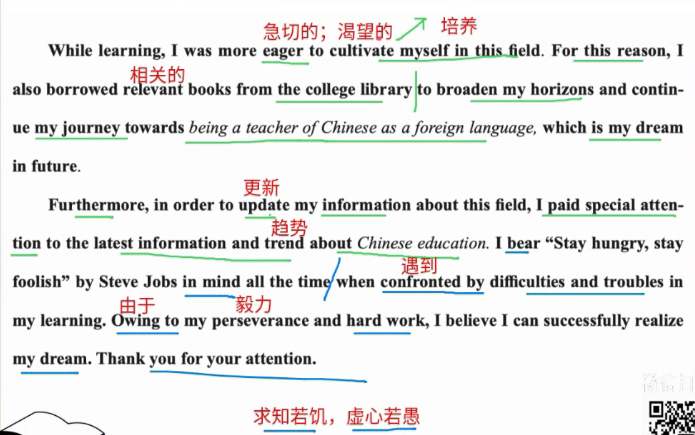 急切的；渴望的 培养
While learning, I was more eager to cultivate myself in this field. For this reason, I
相关的
also borrowed relevant books from the college library to broaden my horizons and contin-
ue my journey towards being a teacher of Chinese as a foreign language, which is my dream
in future.
更新
Furthermore, in order to update my information about this field, I paid special atten-
趋势
tion to the latest information and trend about Chinese education. I bear “Stay hungry, stay
遇到
foolish” by Steve Jobs in mind all the time when confronted by difficulties and troubles in
由于 毅力
my learning. Owing to my perseverance and hard work, I believe I can successfully realize
my dream. Thank you for your attention.
求知若饥，虚心若愚